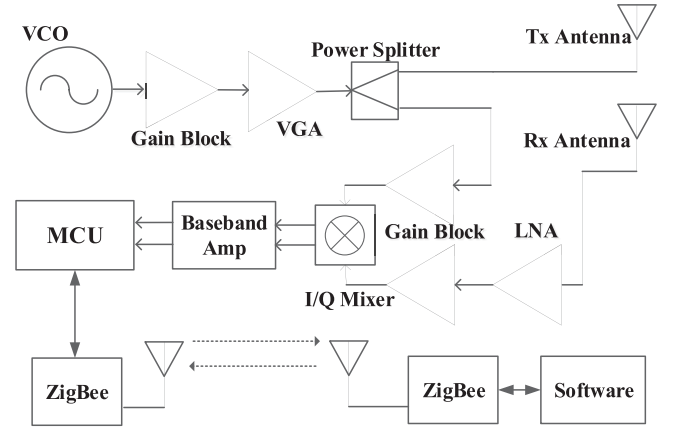 VCO
Tx Antenna
Power Splitter
Gain Block
VGA
Rx Antenna
MCU
Baseband
Amp
Gain Block
LNA
I/Q Mixer
ZigBee
ZigBee
Software